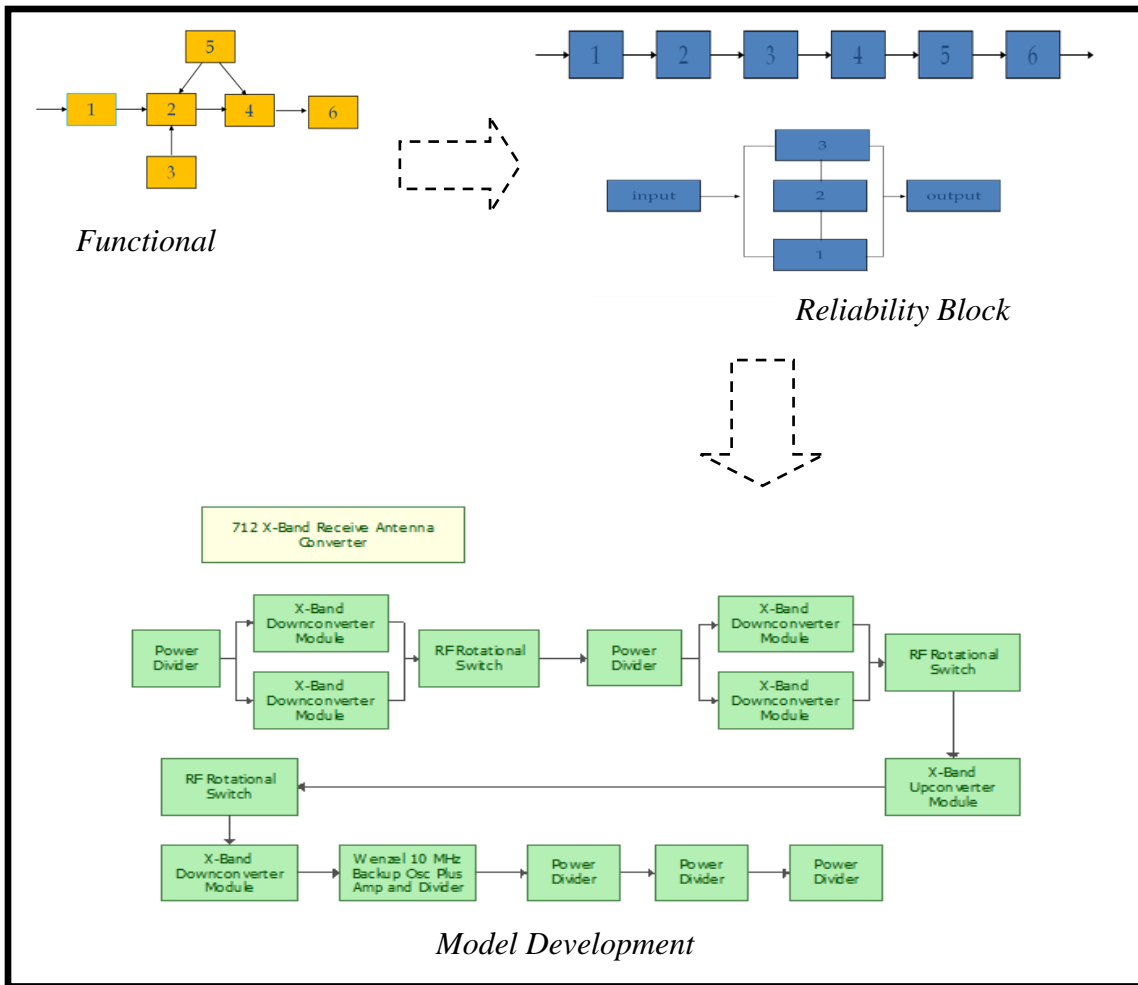 5
1
2
4
6
3
Functional
1 2 3 4 5 6
3
input
2
output
1
Reliability Block
712 X-Band Receive Antenna
Converter
Power
Divider
X-Band
Downconverter
Module
X-Band
Downconverter
Module
RF Rotational
Switch
Power
Divider
X-Band
Downconverter
Module
X-Band
Downconverter
Module
RF Rotational
Switch
RF Rotational
Switch
X-Band
Upconverter
Module
X-Band
Downconverter
Module
Wenzel 10 MHz
Backup Osc Plus
Amp and Divider
Power
Divider
Power
Divider
Power
Divider
Model Development